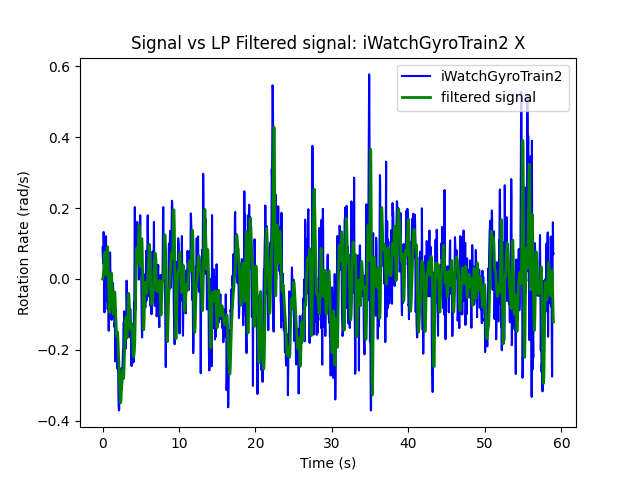 Signal vs LP Filtered signal: iWatchGyroTrain2 X
iWatchGyroTrain2
filtered signal
Rotation Rate (rad/s)
0.6
0.4
0.2
0.0
−0.2
−0.4
0 10 20 30 40 50 60
Time (s)